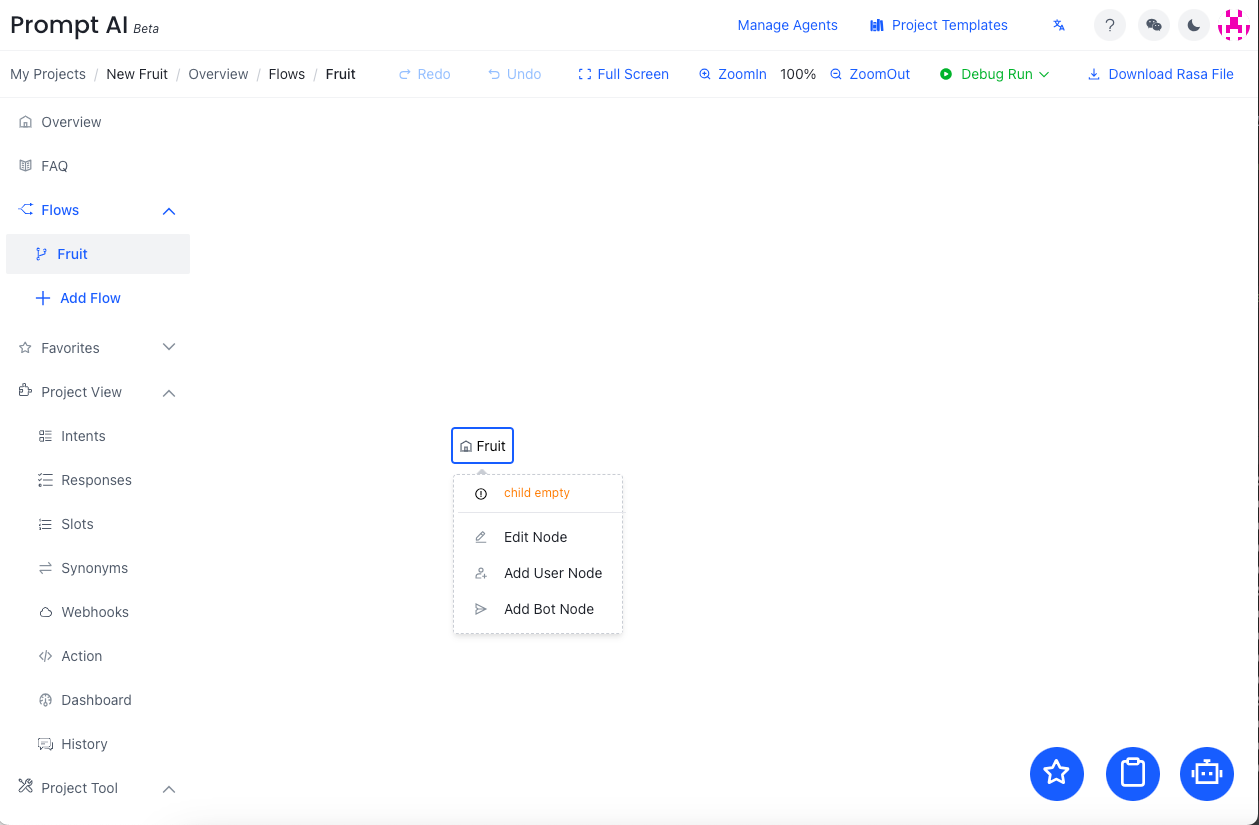 Prompt AI Beta
Manage Agents Project Templates
My Projects / New Fruit / Overview / Flows / Fruit
Redo Undo Full Screen ZoomIn 100% ZoomOut Debug Run Download Rasa File
Overview
FAQ
Flows
Fruit
Add Flow
Favorites
Project View
Intents
Responses
Slots
Synonyms
Webhooks
Action
Dashboard
History
Project Tool
Fruit
child empty
Edit Node
Add User Node
Add Bot Node